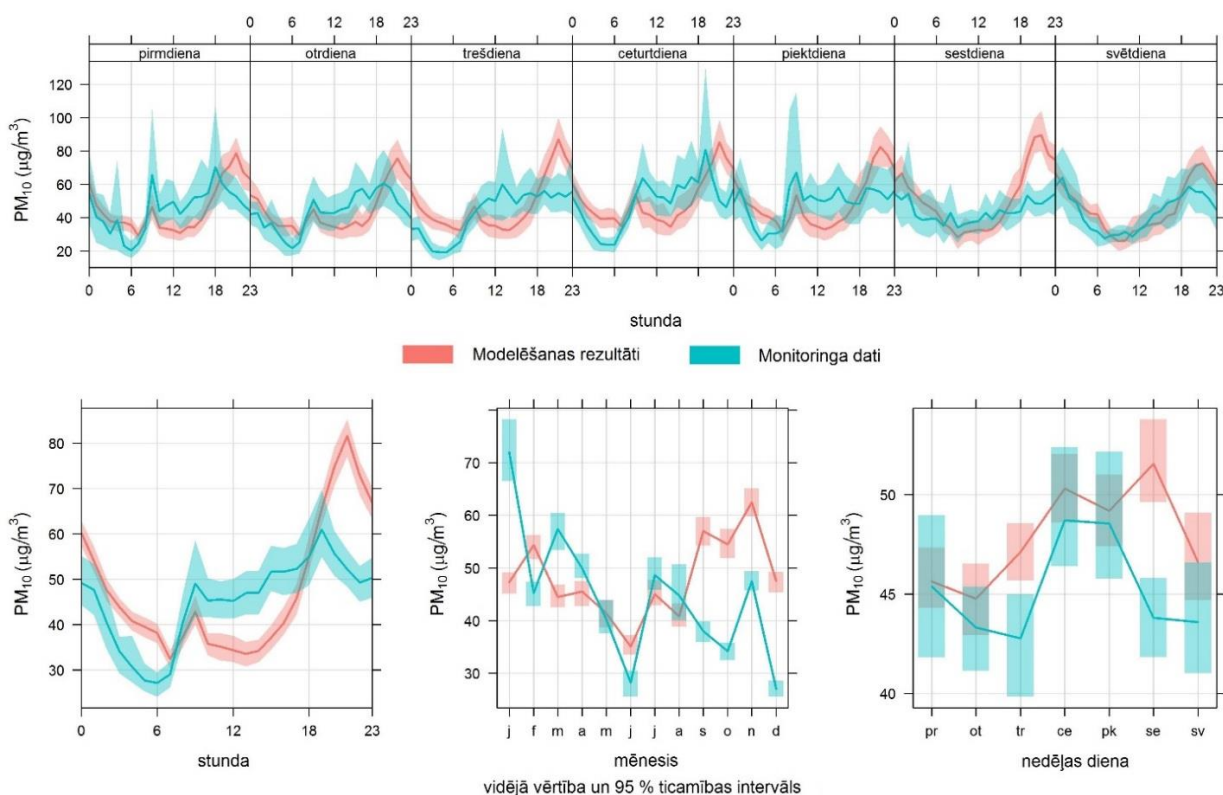 0 6 12 18 23 0 6 12 18 23 0 6 12 18 23
pirmdiena otrdiena trešdiena ceturtdiena piektdiena sestdiena svētdiena
PM₁₀ (µg/m³)
120
100
80
60
40
20
0 6 12 18 23 0 6 12 18 23 0 6 12 18 23 0 6 12 18 23
stunda
Modelēšanas rezultāti Monitoringa dati
PM₁₀ (µg/m³)
80
70
60
50
40
30
0 6 12 18 23
stunda
PM₁₀ (µg/m³)
70
60
50
40
30
j f m a m j j a s o n d
mēnesis
PM₁₀ (µg/m³)
50
45
40
pr ot tr ce pk se sv
nedēļas diena
vidējā vērtība un 95 % ticamības intervāls